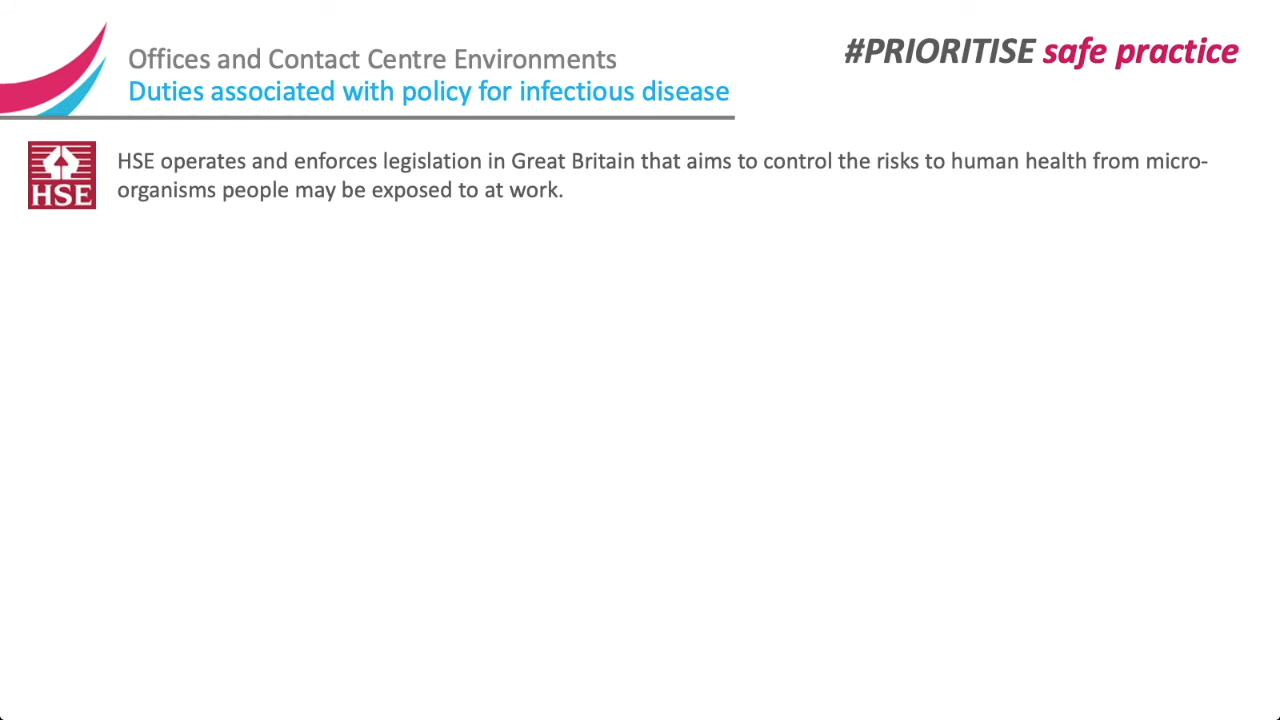 Offices and Contact Centre Environments
Duties associated with policy for infectious disease
#PRIORITISE safe practice
HSE
HSE operates and enforces legislation in Great Britain that aims to control the risks to human health from micro-
organisms people may be exposed to at work.